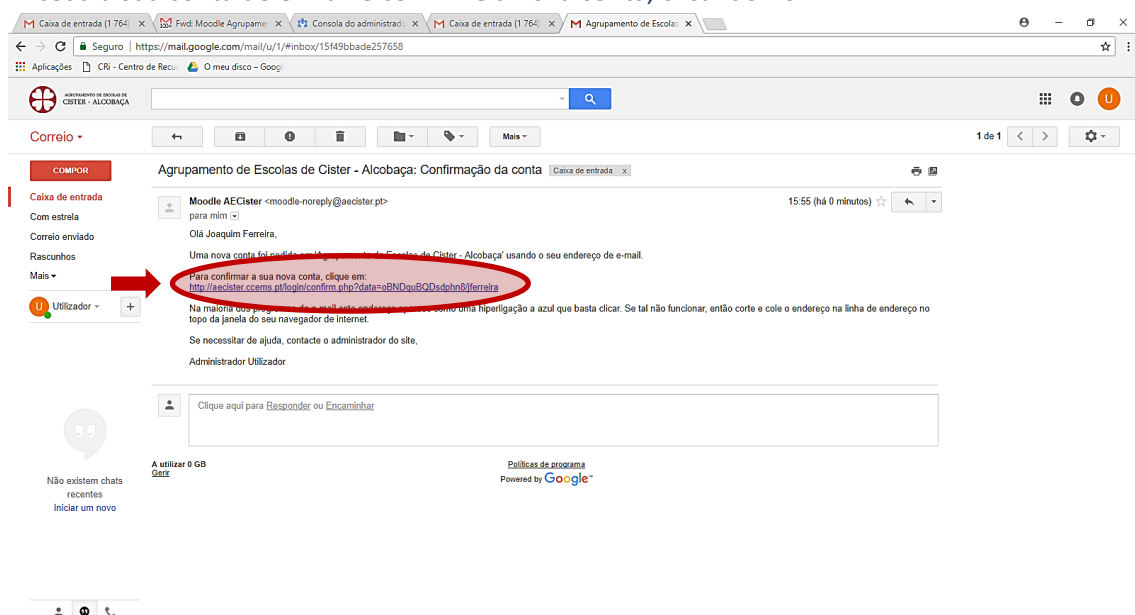 Caixa de entrada (1 764)
Fwd: Moodle Agrupamen
Consola do administrado
Caixa de entrada (1 764)
Agrupamento de Escolas
Seguro | https://mail.google.com/mail/u/1/#inbox/15f49bbade257658
Aplicações CRi - Centro de Recu O meu disco – Goog
AGRUPAMENTO DE ESCOLAS DE
CISTER - ALCOBAÇA
U
Correio
Mais
1 de 1
COMPOR
Agrupamento de Escolas de Cister - Alcobaça: Confirmação da conta Caixa de entrada x
Caixa de entrada
Com estrela
Correio enviado
Rascunhos
Mais
U Utilizador +
Moodle AECister <moodle-noreply@aecister.pt>
15:55 (há 0 minutos)
para mim
Olá Joaquim Ferreira,
Uma nova conta foi pedida em 'Agrupamento de Escolas de Cister - Alcobaça' usando o seu endereço de e-mail.
Para confirmar a sua nova conta, clique em:
http://aecister.ccems.pt/login/confirm.php?data=oBNDquBQDsdphn8/jferreira
Na maioria dos programas de e-mail este endereço aparece como uma hiperligação a azul que basta clicar. Se tal não funcionar, então corte e cole o endereço na linha de endereço no
topo da janela do seu navegador de internet.
Se necessitar de ajuda, contacte o administrador do site,
Administrador Utilizador
Clique aqui para Responder ou Encaminhar
A utilizar 0 GB
Gerir
Políticas de programa
Powered by Google™
Não existem chats
recentes
Iniciar um novo